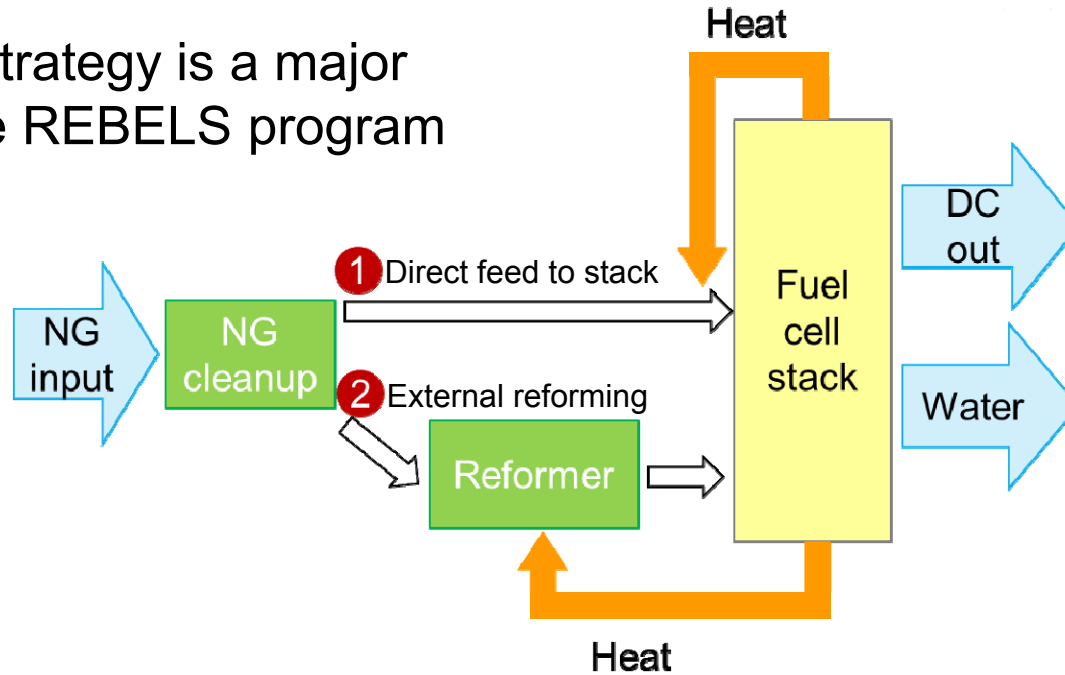 trategy is a major
e REBELS program
Heat
1 Direct feed to stack
NG
input
NG
cleanup
2 External reforming
Reformer
Fuel
cell
stack
DC
out
Water
Heat